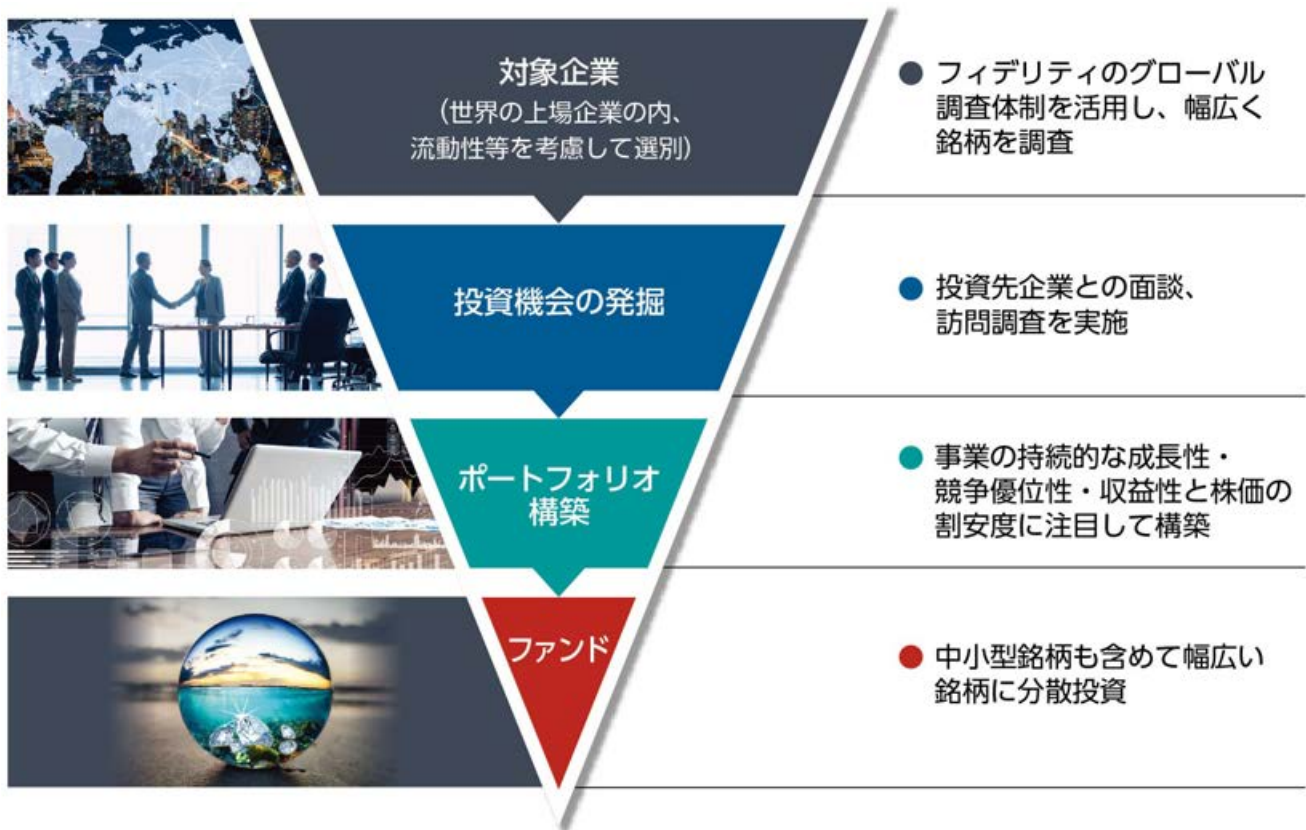 対象企業
（世界の上場企業の内、
流動性等を考慮して選別）
● フィデリティのグローバル
調査体制を活用し、幅広く
銘柄を調査
投資機会の発掘
● 投資先企業との面談、
訪問調査を実施
ポートフォリオ
構築
● 事業の持続的な成長性・
競争優位性・収益性と株価の
割安度に注目して構築
ファンド
● 中小型銘柄も含めて幅広い
銘柄に分散投資